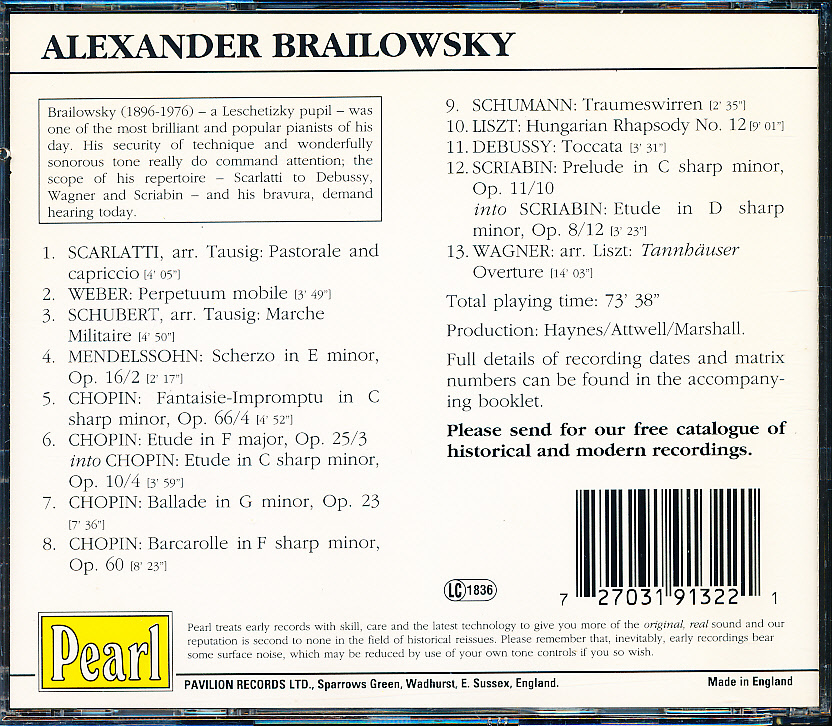 ALEXANDER BRAILOWSKY
Brailowsky (1896-1976) – a Leschetizky pupil – was
one of the most brilliant and popular pianists of his
day. His security of technique and wonderfully
sonorous tone really do command attention; the
scope of his repertoire – Scarlatti to Debussy,
Wagner and Scriabin – and his bravura, demand
hearing today.
1. SCARLATTI, arr. Tausig: Pastorale and
capriccio [4' 05"]
2. WEBER: Perpetuum mobile [3' 49"]
3. SCHUBERT, arr. Tausig: Marche
Militaire [4' 50"]
4. MENDELSSOHN: Scherzo in E minor,
Op. 16/2 [2' 17"]
5. CHOPIN: Fantaisie-Impromptu in C
sharp minor, Op. 66/4 [4' 52"]
6. CHOPIN: Etude in F major, Op. 25/3
into CHOPIN: Etude in C sharp minor,
Op. 10/4 [3' 59"]
7. CHOPIN: Ballade in G minor, Op. 23
[7' 36"]
8. CHOPIN: Barcarolle in F sharp minor,
Op. 60 [8' 23"]
9. SCHUMANN: Traumeswirren [2' 35"]
10. LISZT: Hungarian Rhapsody No. 12 [9' 01"]
11. DEBUSSY: Toccata [3' 31"]
12. SCRIABIN: Prelude in C sharp minor,
Op. 11/10
into SCRIABIN: Etude in D sharp
minor, Op. 8/12 [3' 23"]
13. WAGNER: arr. Liszt: Tannhäuser
Overture [14' 03"]
Total playing time: 73' 38"
Production: Haynes/Attwell/Marshall.
Full details of recording dates and matrix
numbers can be found in the accompany-
ing booklet.
Please send for our free catalogue of
historical and modern recordings.
LC 1836
7 27031 91322 1
Pearl
Pearl treats early records with skill, care and the latest technology to give you more of the original, real sound and our
reputation is second to none in the field of historical reissues. Please remember that, inevitably, early recordings bear
some surface noise, which may be reduced by use of your own tone controls if you so wish.
PAVILION RECORDS LTD., Sparrows Green, Wadhurst, E. Sussex, England.
Made in England